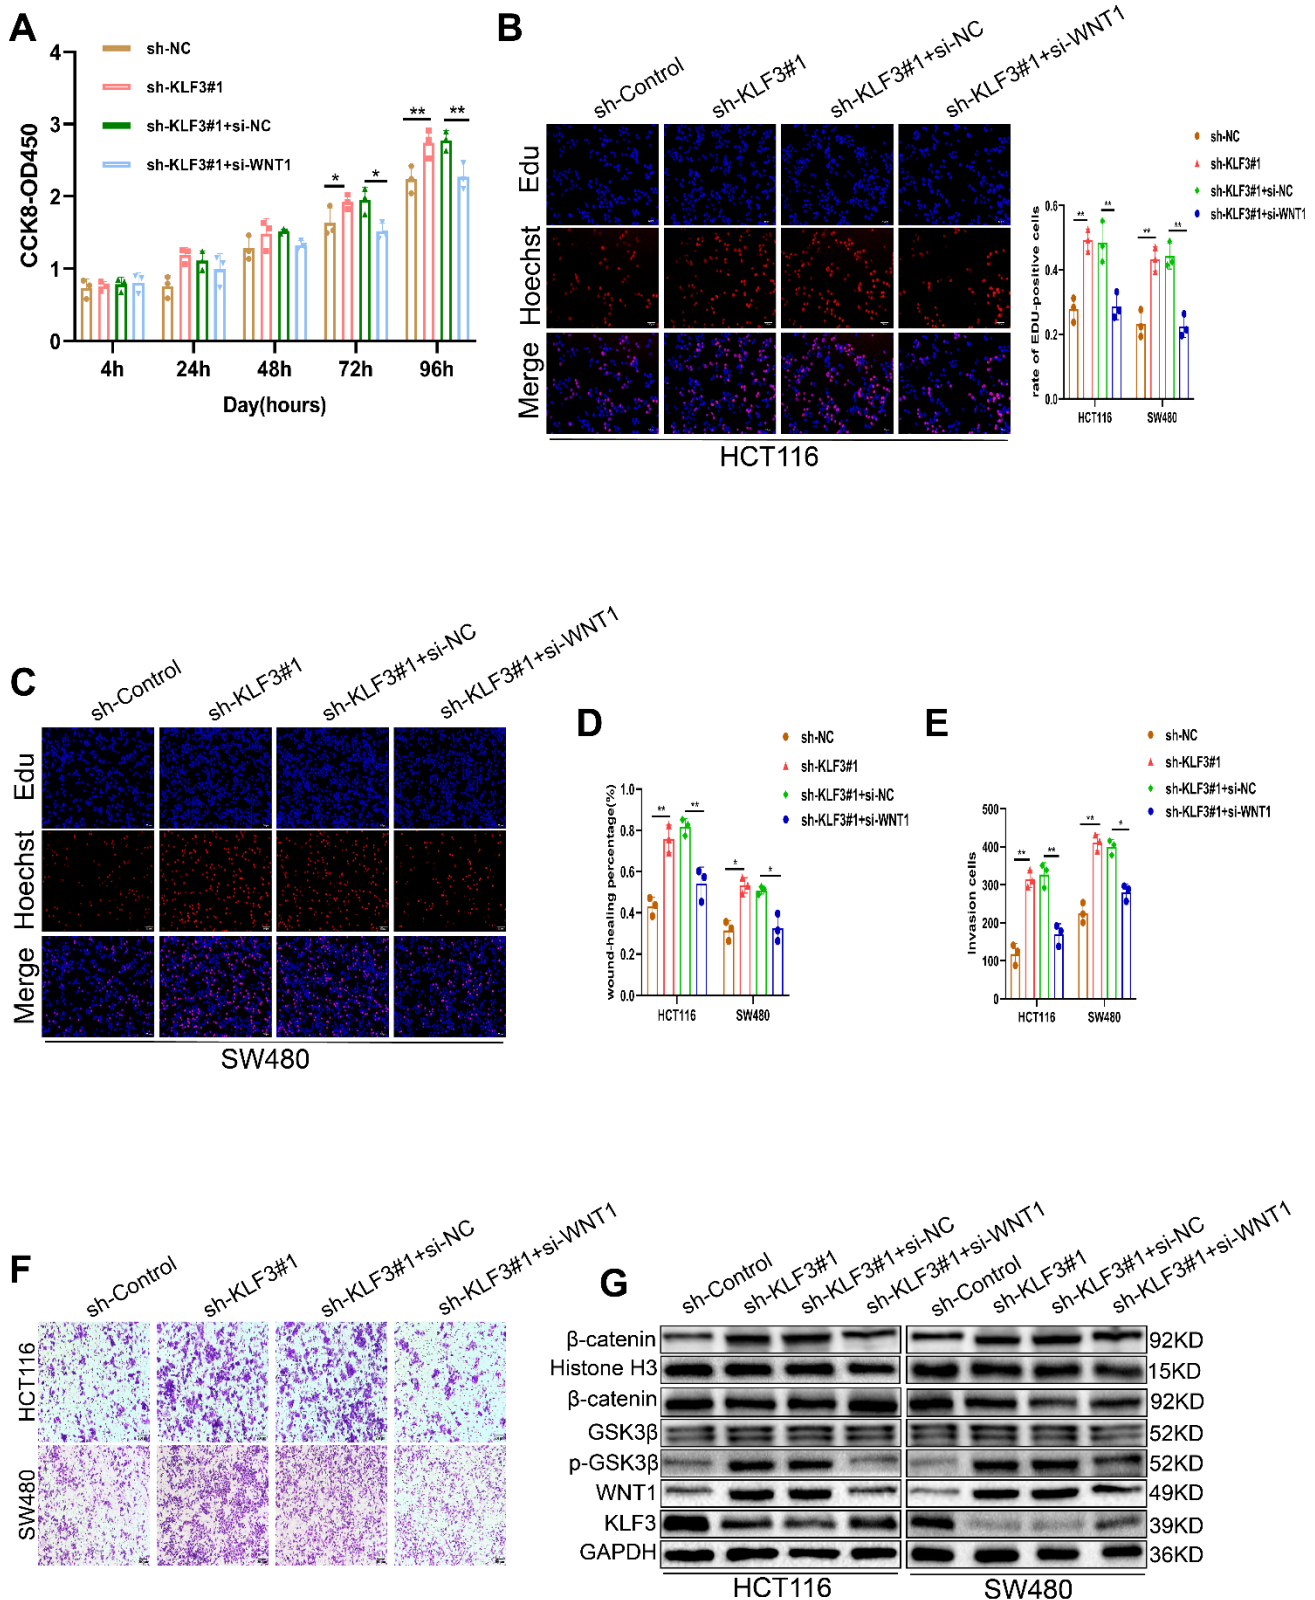 A
sh-NC
sh-KLF3#1
sh-KLF3#1+si-NC
sh-KLF3#1+si-WNT1
CCK8-OD450
4
3
2
1
0
* * ** **
4h 24h 48h 72h 96h
Day(hours)
B
sh-Control
sh-KLF3#1
sh-KLF3#1+si-NC
sh-KLF3#1+si-WNT1
Edu
Hoechst
Merge
HCT116
sh-NC
sh-KLF3#1
sh-KLF3#1+si-NC
sh-KLF3#1+si-WNT1
rate of EDU-positive cells
0.6
0.4
0.2
0.0
** ** ** **
HCT116 SW480
C
sh-Control
sh-KLF3#1
sh-KLF3#1+si-NC
sh-KLF3#1+si-WNT1
Edu
Hoechst
Merge
SW480
D
sh-NC
sh-KLF3#1
sh-KLF3#1+si-NC
sh-KLF3#1+si-WNT1
wound-healing percentage(%)
1.0
0.8
0.6
0.4
0.2
0.0
** ** * *
HCT116 SW480
E
sh-NC
sh-KLF3#1
sh-KLF3#1+si-NC
sh-KLF3#1+si-WNT1
Invasion cells
500
400
300
200
100
0
** ** ** *
HCT116 SW480
F
sh-Control
sh-KLF3#1
sh-KLF3#1+si-NC
sh-KLF3#1+si-WNT1
HCT116
SW480
G
sh-Control
sh-KLF3#1
sh-KLF3#1+si-NC
sh-KLF3#1+si-WNT1
sh-Control
sh-KLF3#1
sh-KLF3#1+si-NC
sh-KLF3#1+si-WNT1
β-catenin 92KD
Histone H3 15KD
β-catenin 92KD
GSK3β 52KD
p-GSK3β 52KD
WNT1 49KD
KLF3 39KD
GAPDH 36KD
HCT116 SW480